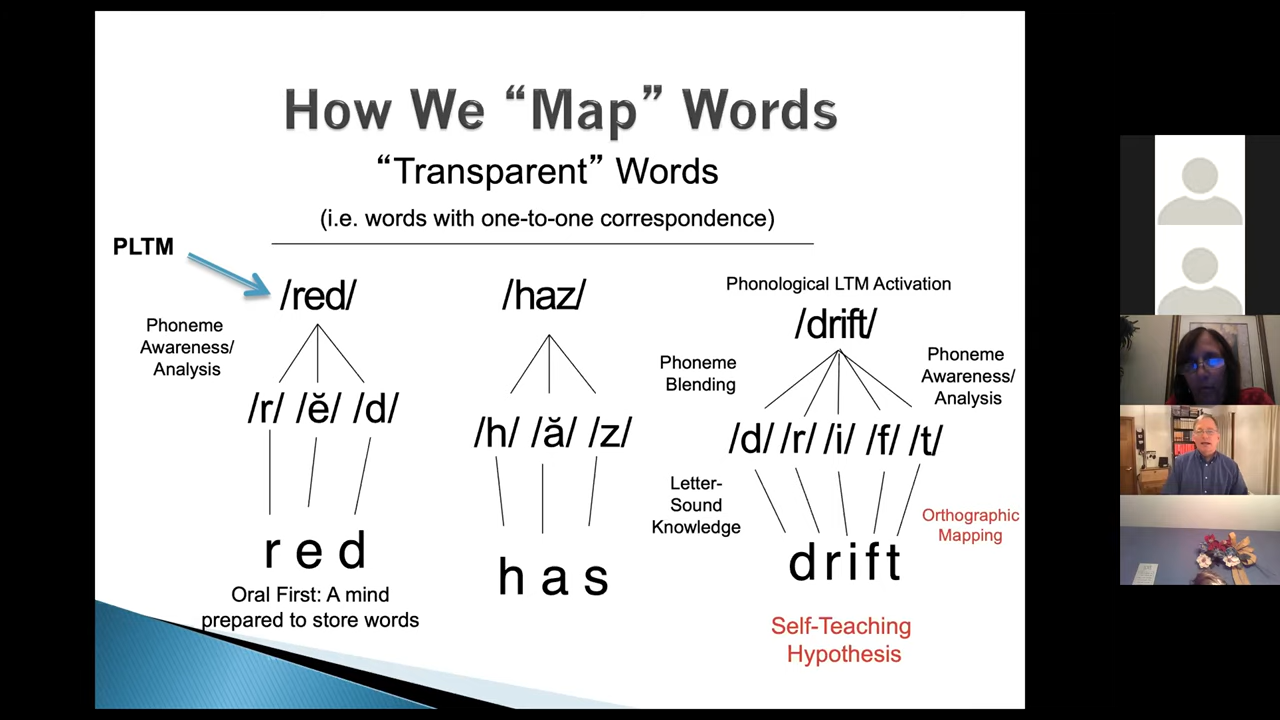 How We “Map” Words
“Transparent” Words
(i.e. words with one-to-one correspondence)
PLTM
/red/
Phoneme
Awareness/
Analysis
/r/ /ĕ/ /d/
r e d
Oral First: A mind
prepared to store words
/haz/
/h/ /ă/ /z/
h a s
Phonological LTM Activation
/drift/
Phoneme
Blending
Phoneme
Awareness/
Analysis
/d/ /r/ /i/ /f/ /t/
Letter-
Sound
Knowledge
Orthographic
Mapping
d r i f t
Self-Teaching
Hypothesis